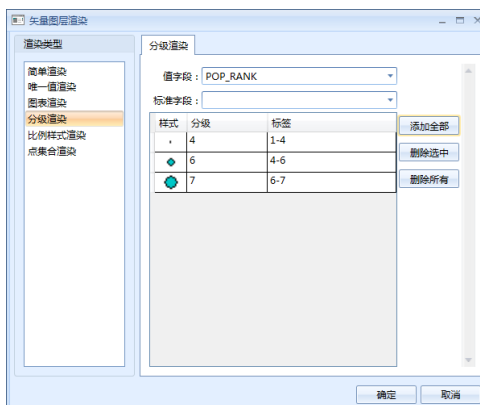 矢量图层渲染
渲染类型
简单渲染
唯一值渲染
图表渲染
分级渲染
比例样式渲染
点集合渲染
分级渲染
值字段： POP_RANK
标准字段：
样式 分级 标签
4 1-4
6 4-6
7 6-7
添加全部
删除选中
删除所有
确定 取消